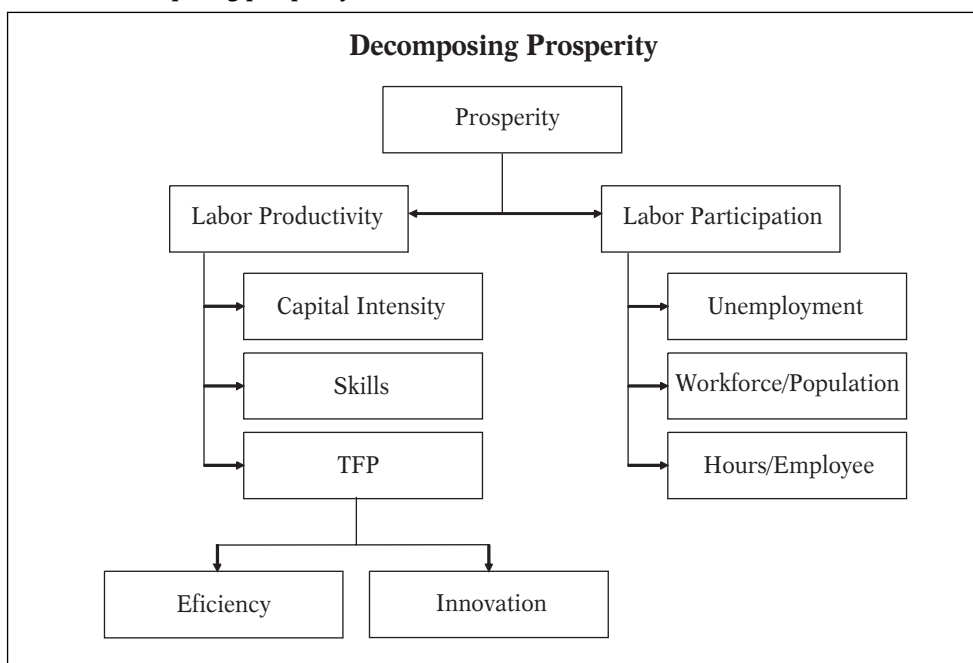 Decomposing Prosperity
Prosperity
Labor Productivity
Labor Participation
Capital Intensity
Unemployment
Skills
Workforce/Population
TFP
Hours/Employee
Eficiency
Innovation